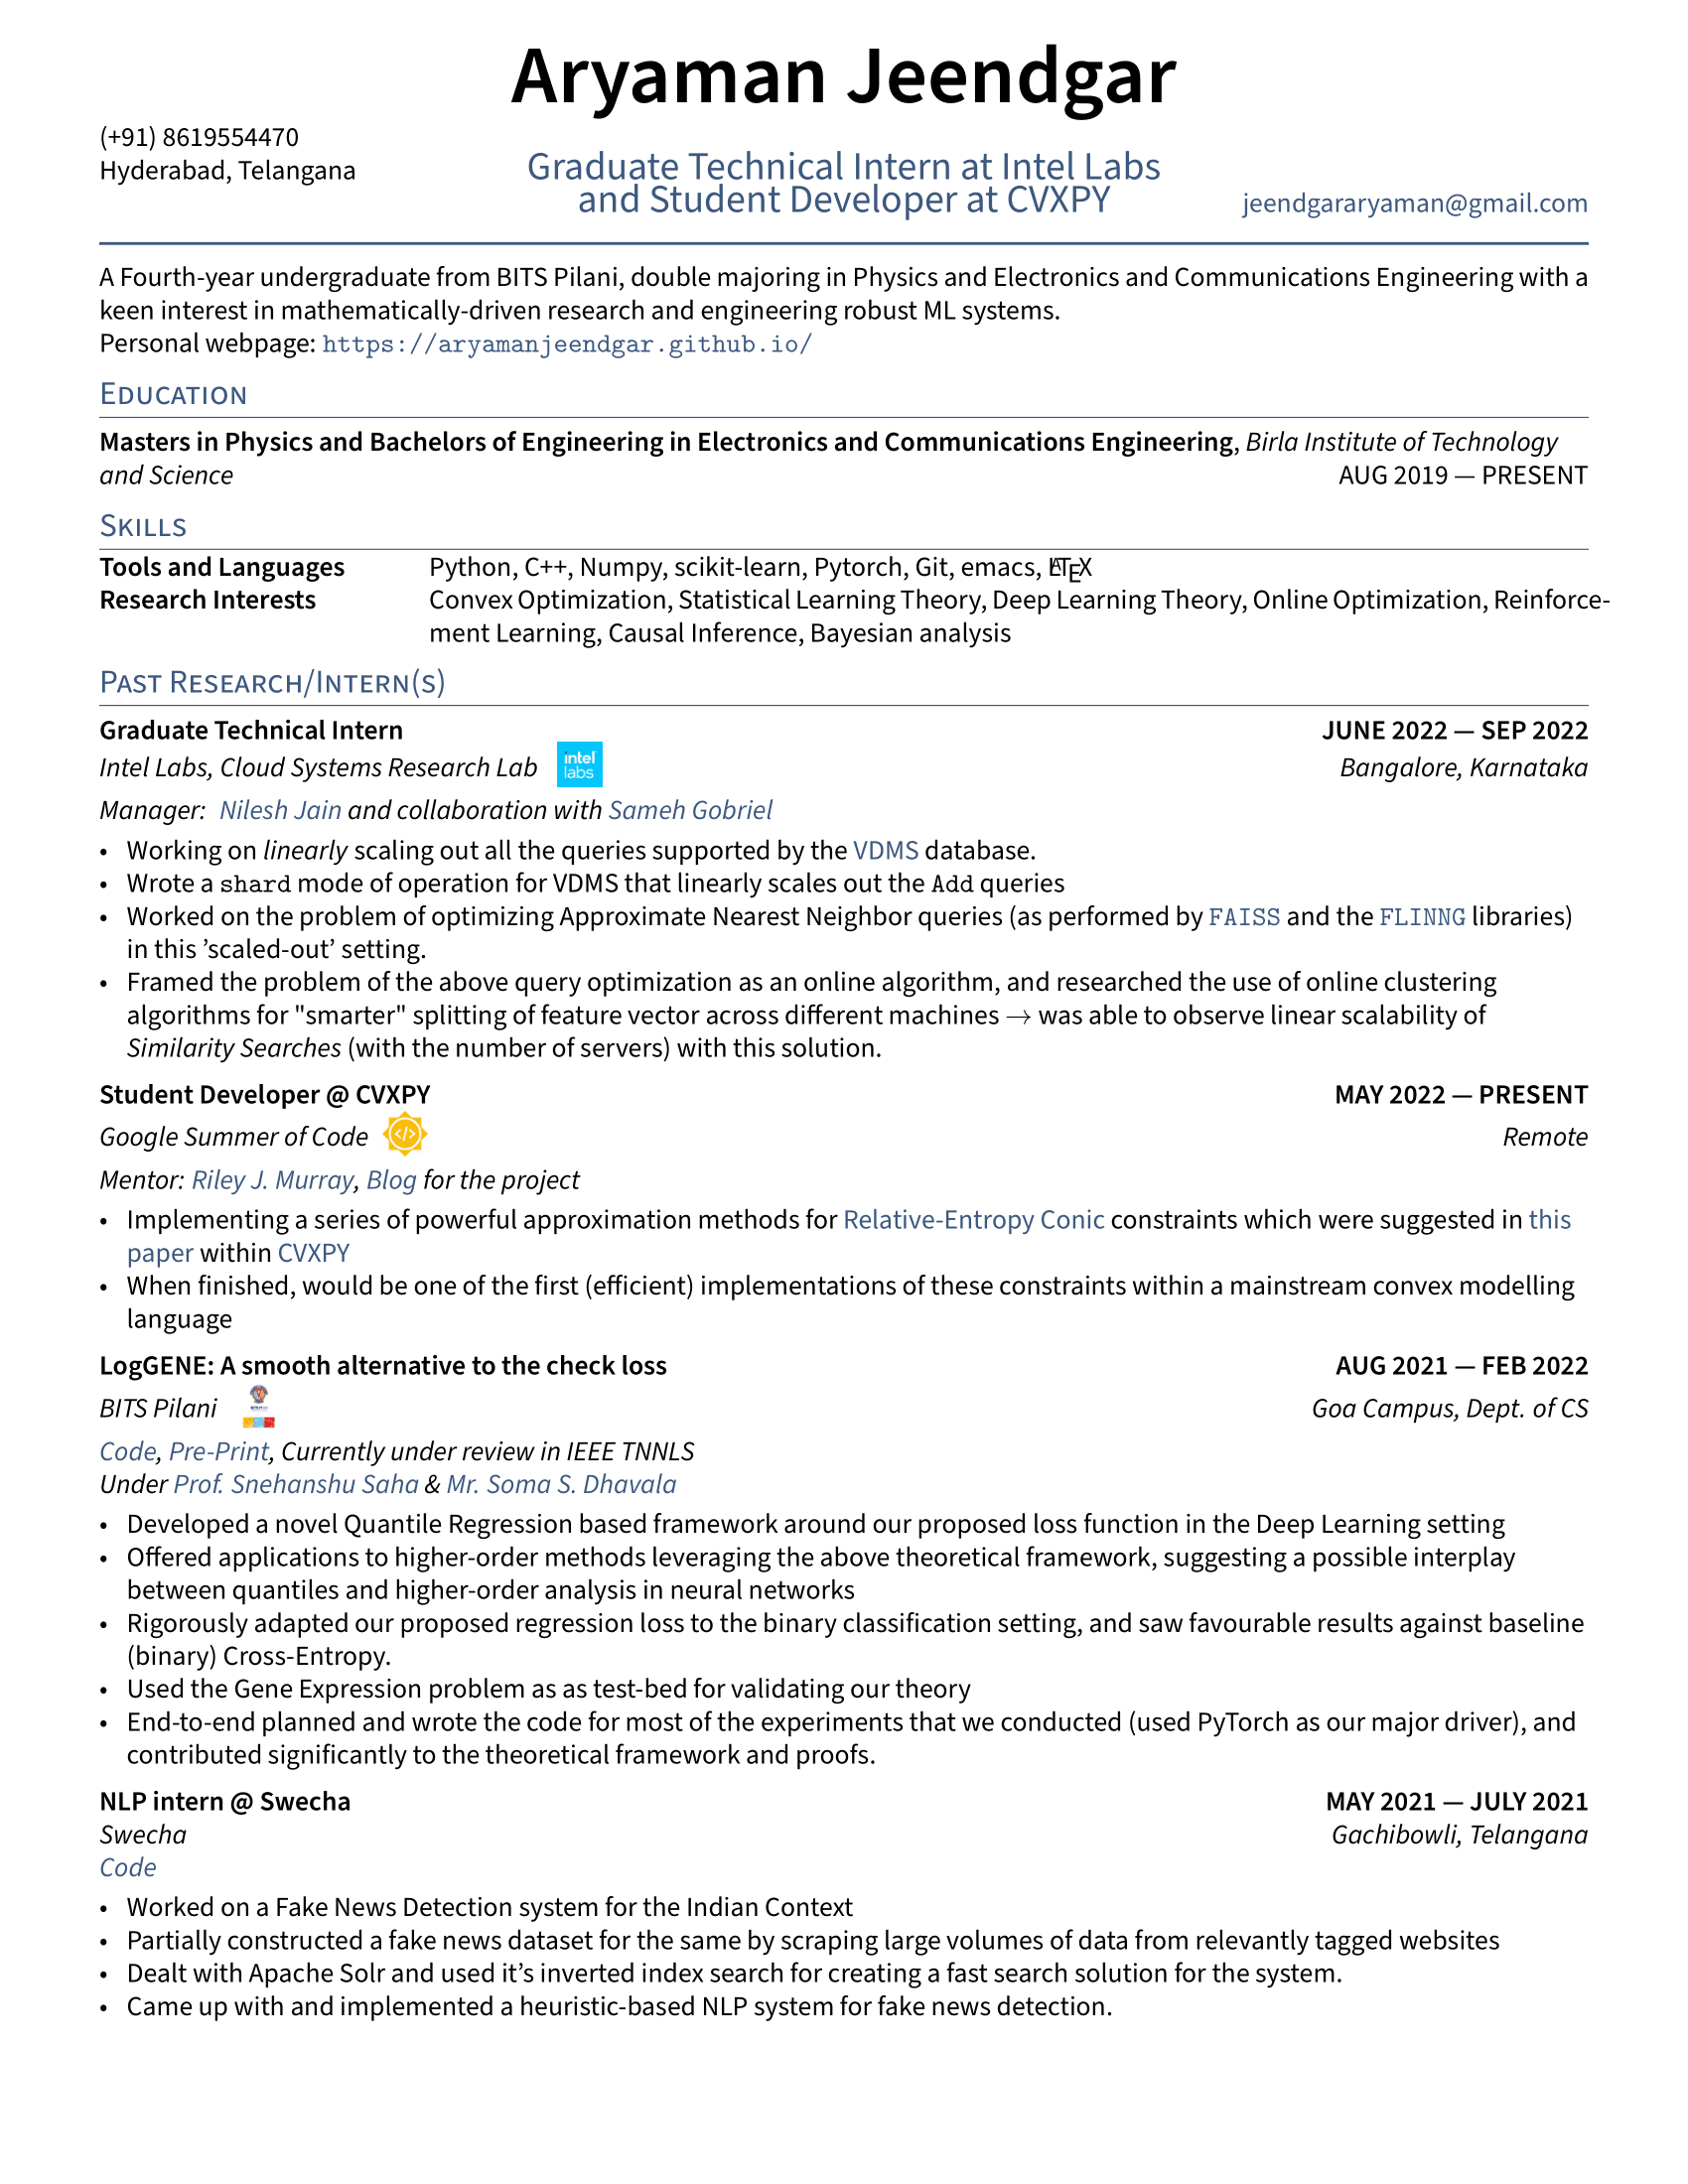 Aryaman Jeendgar
(+91) 8619554470
Hyderabad, Telangana
Graduate Technical Intern at Intel Labs
and Student Developer at CVXPY
jeendgararyaman@gmail.com
A Fourth-year undergraduate from BITS Pilani, double majoring in Physics and Electronics and Communications Engineering with a
keen interest in mathematically-driven research and engineering robust ML systems.
Personal webpage: https://aryamanjeendgar.github.io/
Education
Masters in Physics and Bachelors of Engineering in Electronics and Communications Engineering, Birla Institute of Technology
and Science AUG 2019 — PRESENT
Skills
Tools and Languages Python, C++, Numpy, scikit-learn, Pytorch, Git, emacs, LATEX
Research Interests Convex Optimization, Statistical Learning Theory, Deep Learning Theory, Online Optimization, Reinforce-
ment Learning, Causal Inference, Bayesian analysis
Past Research/Intern(s)
Graduate Technical Intern JUNE 2022 — SEP 2022
Intel Labs, Cloud Systems Research Lab intel labs Bangalore, Karnataka
Manager: Nilesh Jain and collaboration with Sameh Gobriel
• Working on linearly scaling out all the queries supported by the VDMS database.
• Wrote a shard mode of operation for VDMS that linearly scales out the Add queries
• Worked on the problem of optimizing Approximate Nearest Neighbor queries (as performed by FAISS and the FLINNG libraries)
in this ’scaled-out’ setting.
• Framed the problem of the above query optimization as an online algorithm, and researched the use of online clustering
algorithms for "smarter" splitting of feature vector across different machines → was able to observe linear scalability of
Similarity Searches (with the number of servers) with this solution.
Student Developer @ CVXPY MAY 2022 — PRESENT
Google Summer of Code </> Remote
Mentor: Riley J. Murray, Blog for the project
• Implementing a series of powerful approximation methods for Relative-Entropy Conic constraints which were suggested in this
paper within CVXPY
• When finished, would be one of the first (efficient) implementations of these constraints within a mainstream convex modelling
language
LogGENE: A smooth alternative to the check loss AUG 2021 — FEB 2022
BITS Pilani Goa Campus, Dept. of CS
Code, Pre-Print, Currently under review in IEEE TNNLS
Under Prof. Snehanshu Saha & Mr. Soma S. Dhavala
• Developed a novel Quantile Regression based framework around our proposed loss function in the Deep Learning setting
• Offered applications to higher-order methods leveraging the above theoretical framework, suggesting a possible interplay
between quantiles and higher-order analysis in neural networks
• Rigorously adapted our proposed regression loss to the binary classification setting, and saw favourable results against baseline
(binary) Cross-Entropy.
• Used the Gene Expression problem as as test-bed for validating our theory
• End-to-end planned and wrote the code for most of the experiments that we conducted (used PyTorch as our major driver), and
contributed significantly to the theoretical framework and proofs.
NLP intern @ Swecha MAY 2021 — JULY 2021
Swecha Gachibowli, Telangana
Code
• Worked on a Fake News Detection system for the Indian Context
• Partially constructed a fake news dataset for the same by scraping large volumes of data from relevantly tagged websites
• Dealt with Apache Solr and used it’s inverted index search for creating a fast search solution for the system.
• Came up with and implemented a heuristic-based NLP system for fake news detection.